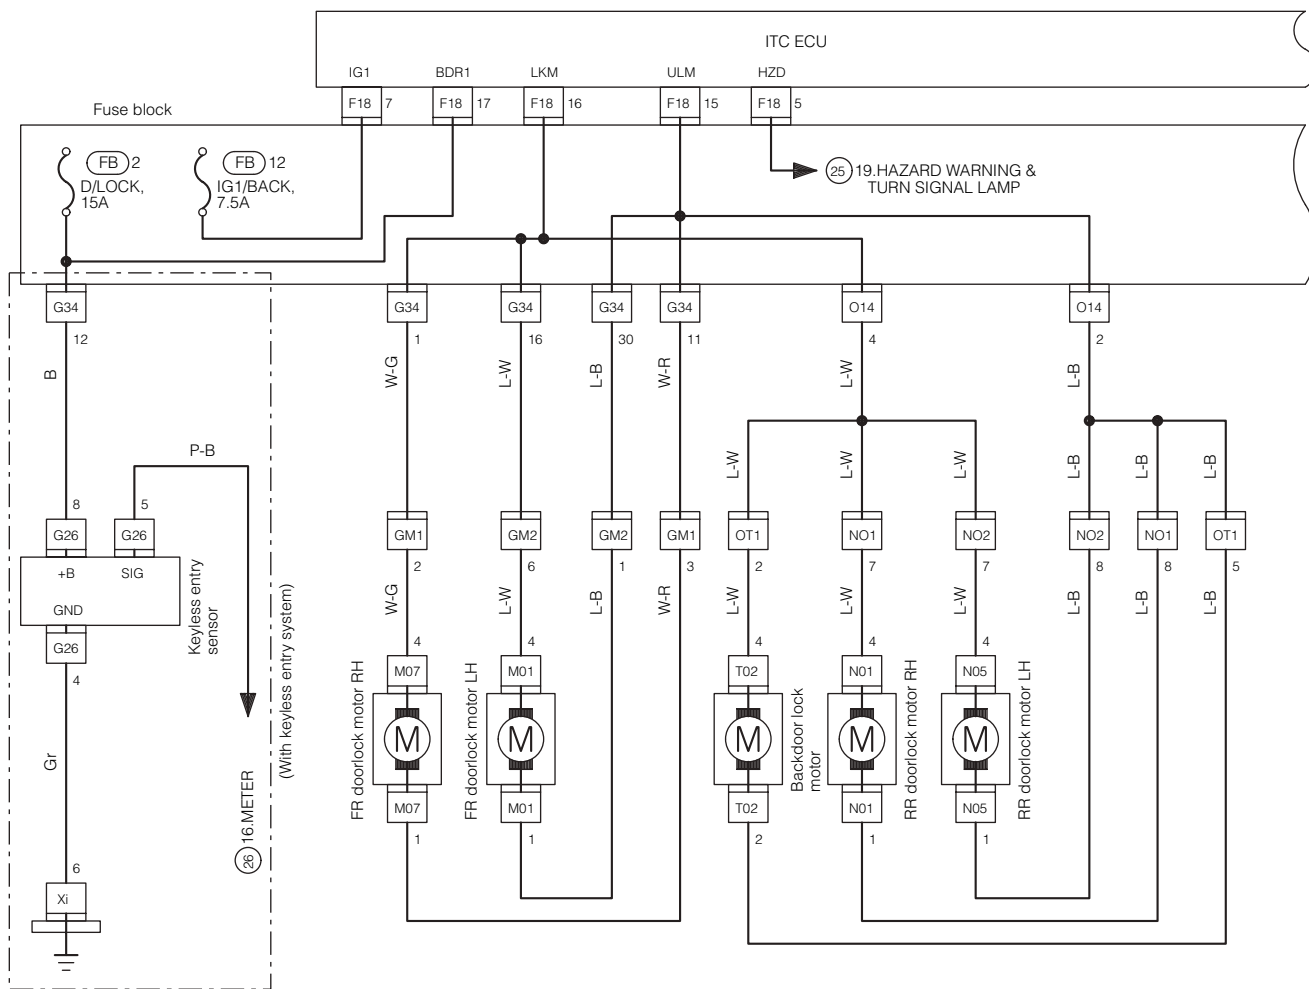 ITC ECU
IG1 BDR1 LKM ULM HZD
Fuse block
F18 7 F18 17 F18 16 F18 15 F18 5
FB 2
D/LOCK,
15A
FB 12
IG1/BACK,
7.5A
25 19.HAZARD WARNING &
TURN SIGNAL LAMP
G34 G34 G34 G34 G34 O14 O14
12 1 16 30 11 4 2
B W-G L-W L-B W-R L-W L-B
P-B
L-W L-W L-W L-B L-B L-B
8 5
G26 G26 GM1 GM2 GM2 GM1 OT1 NO1 NO2 NO2 NO1 OT1
2 6 1 3 2 7 7 8 8 5
+B SIG
GND
Keyless entry
sensor
W-G L-W L-B W-R L-W L-W L-W L-B L-B L-B
G26
4
4 4 4 4 4
M07 M01 T02 N01 N05
(With keyless entry system)
FR doorlock motor RH
M
FR doorlock motor LH
M
M
Backdoor lock
motor
M
RR doorlock motor RH
M
RR doorlock motor LH
Gr
M07 M01 T02 N01 N05
1 1 2 1 1
26 16.METER
6
Xi